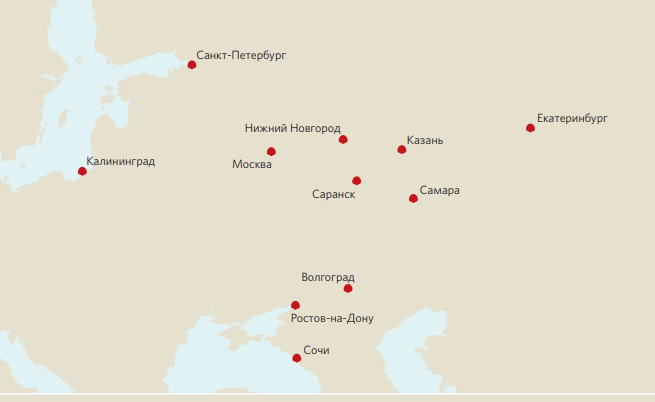 Санкт-Петербург
Екатеринбург
Нижний Новгород
Казань
Москва
Калининград
Саранск
Самара
Волгоград
Ростов-на-Дону
Сочи